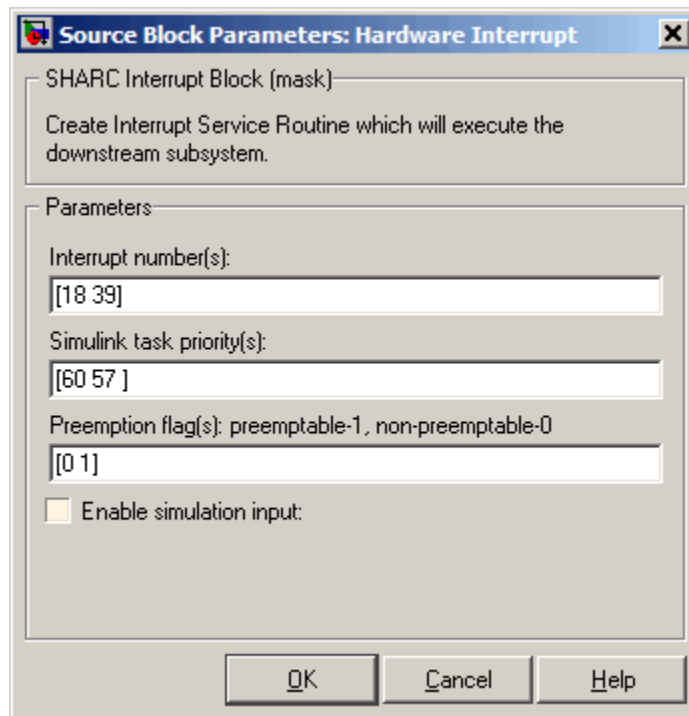 Source Block Parameters: Hardware Interrupt
SHARC Interrupt Block (mask)
Create Interrupt Service Routine which will execute the
downstream subsystem.
Parameters
Interrupt number(s):
[18 39]
Simulink task priority(s):
[60 57 ]
Preemption flag(s): preemptable-1, non-preemptable-0
[0 1]
Enable simulation input:
OK Cancel Help